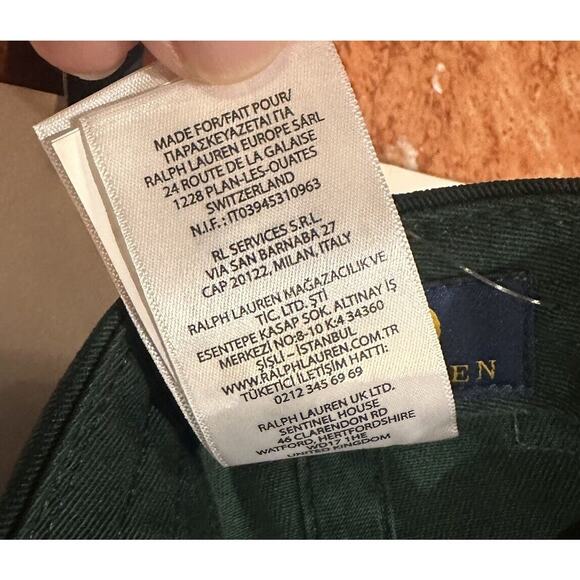 MADE FOR/FAIT POUR/
ΠΑΡΑΣΚΕΥΑΖΕΤΑΙ ΓΙΑ
RALPH LAUREN EUROPE SÀRL
24 ROUTE DE LA GALAISE
1228 PLAN-LES-OUATES
SWITZERLAND
N.I.F.: IT03945310963
RL SERVICES S.R.L.
VIA SAN BARNABA 27
CAP 20122, MILAN, ITALY
RALPH LAUREN MAĞAZACILIK VE
TİC. LTD. ŞTİ
ESENTEPE KASAP SOK. ALTINAY İŞ
MERKEZİ NO:8-10 K:4 34360
ŞİŞLİ – İSTANBUL
WWW.RALPHLAUREN.COM.TR
TÜKETİCİ İLETİŞİM HATTI:
0212 345 69 69
RALPH LAUREN UK LTD.
SENTINEL HOUSE
46 CLARENDON RD
WATFORD, HERTFORDSHIRE
WD17 1HE
UNITED KINGDOM
EN